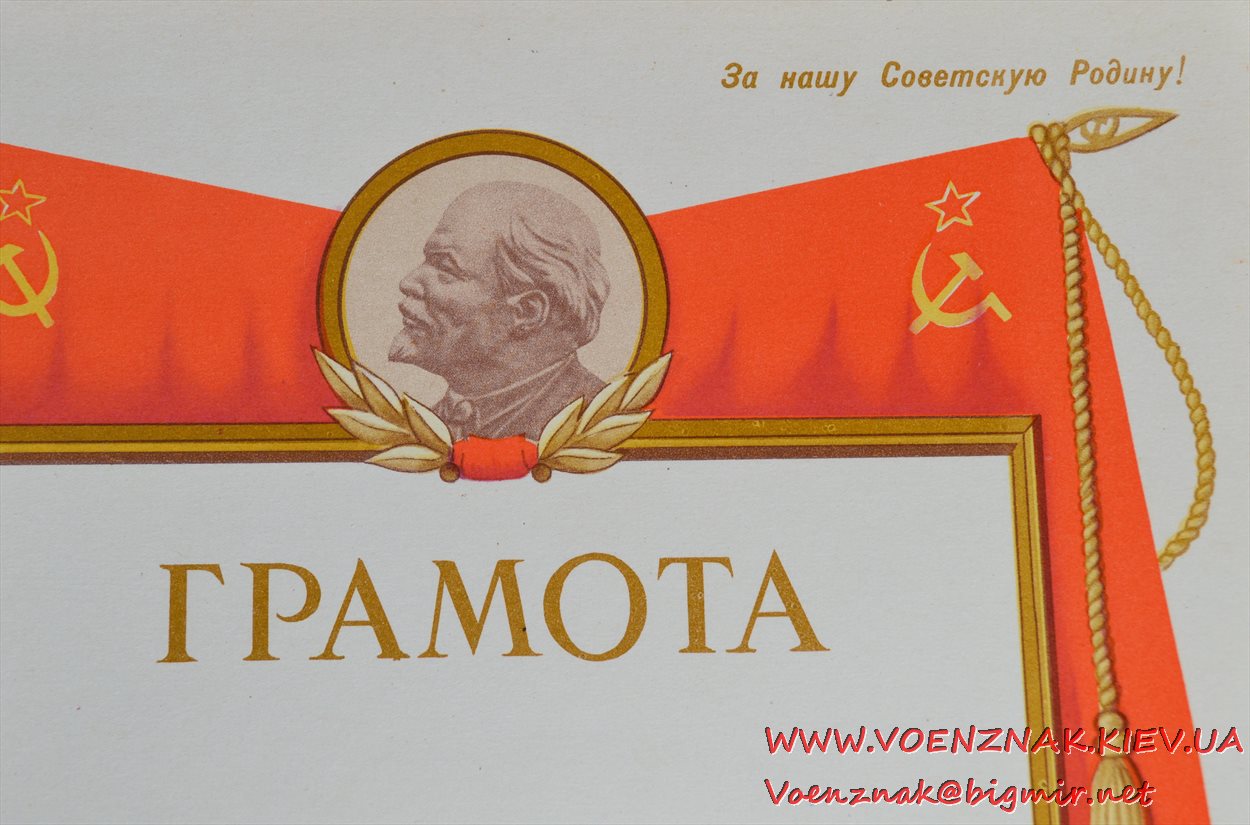 За нашу Советскую Родину!
ГРАМОТА
WWW.VOENZNAK.KIEV.UA
Voenznak@bigmir.net